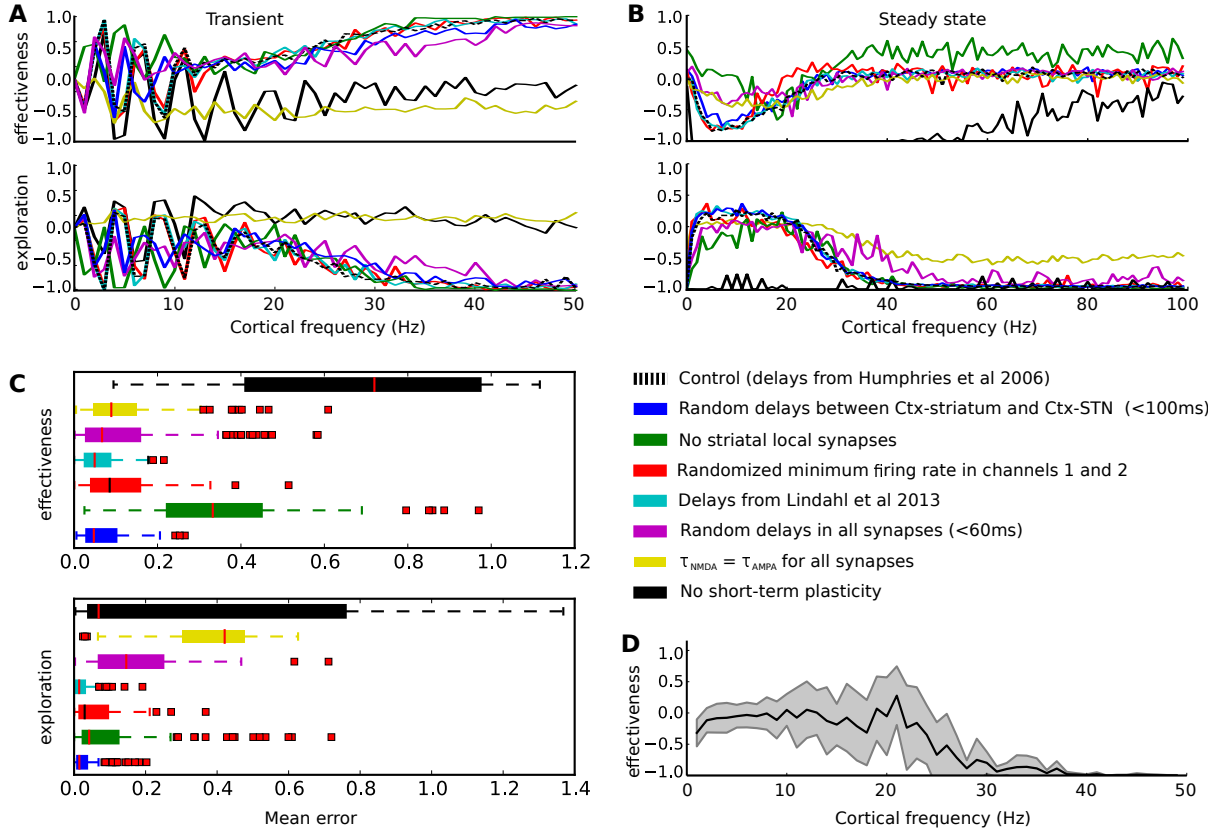 A
Transient
1.0
0.5
0.0
−0.5
−1.0
effectiveness
1.0
0.5
0.0
−0.5
−1.0
exploration
0
10
20
30
40
50
Cortical frequency (Hz)
B
Steady state
1.0
0.5
0.0
−0.5
−1.0
1.0
0.5
0.0
−0.5
−1.0
0
20
40
60
80
100
Cortical frequency (Hz)
C
effectiveness
0.0
0.2
0.4
0.6
0.8
1.0
1.2
exploration
0.0
0.2
0.4
0.6
0.8
1.0
1.2
1.4
Mean error
Control (delays from Humphries et al 2006)
Random delays between Ctx-striatum and Ctx-STN (<100ms)
No striatal local synapses
Randomized minimum firing rate in channels 1 and 2
Delays from Lindahl et al 2013
Random delays in all synapses (<60ms)
τNMDA = τAMPA for all synapses
No short-term plasticity
D
effectiveness
1.0
0.5
0.0
−0.5
−1.0
0
10
20
30
40
50
Cortical frequency (Hz)